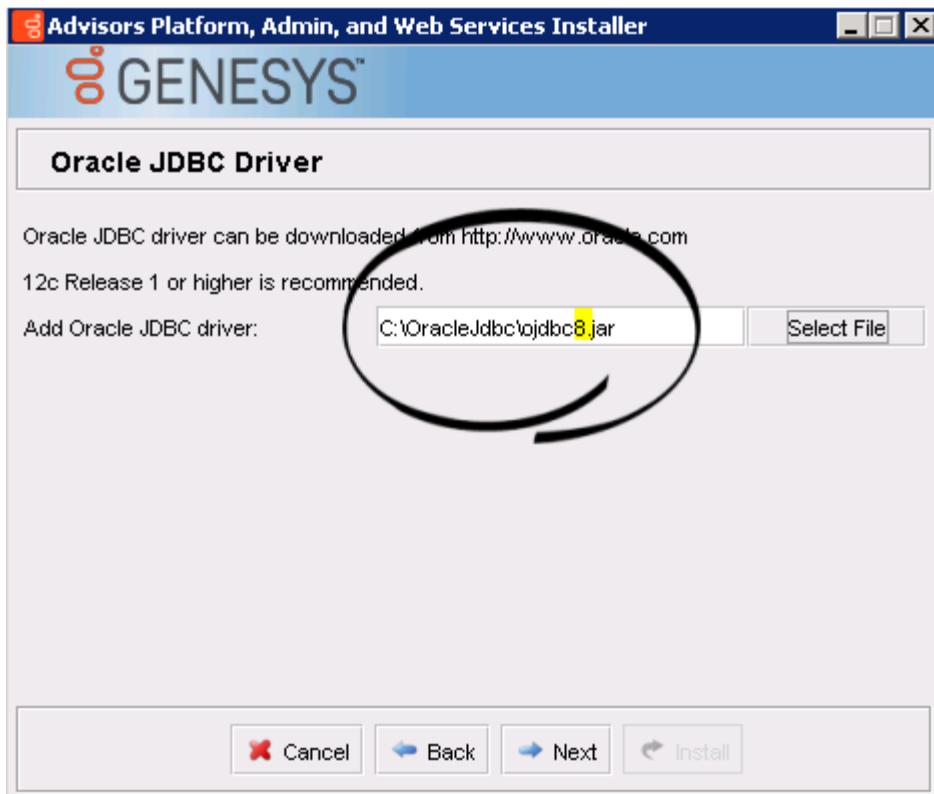 Advisors Platform, Admin, and Web Services Installer
GENESYS™
Oracle JDBC Driver
Oracle JDBC driver can be downloaded from http://www.oracle.com
12c Release 1 or higher is recommended.
Add Oracle JDBC driver: C:\OracleJdbc\ojdbc8.jar Select File
Cancel Back Next Install